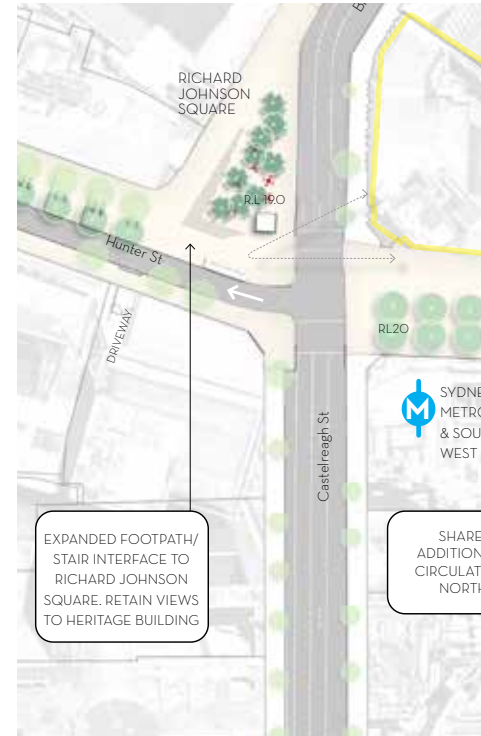 B
RICHARD
JOHNSON
SQUARE
R.L 19.0
Hunter St
RL20
DRIVEWAY
M
SYDNE
METRO
& SOU
WEST
Castelreagh St
EXPANDED FOOTPATH/
STAIR INTERFACE TO
RICHARD JOHNSON
SQUARE. RETAIN VIEWS
TO HERITAGE BUILDING
SHARE
ADDITION
CIRCULAT
NORTH